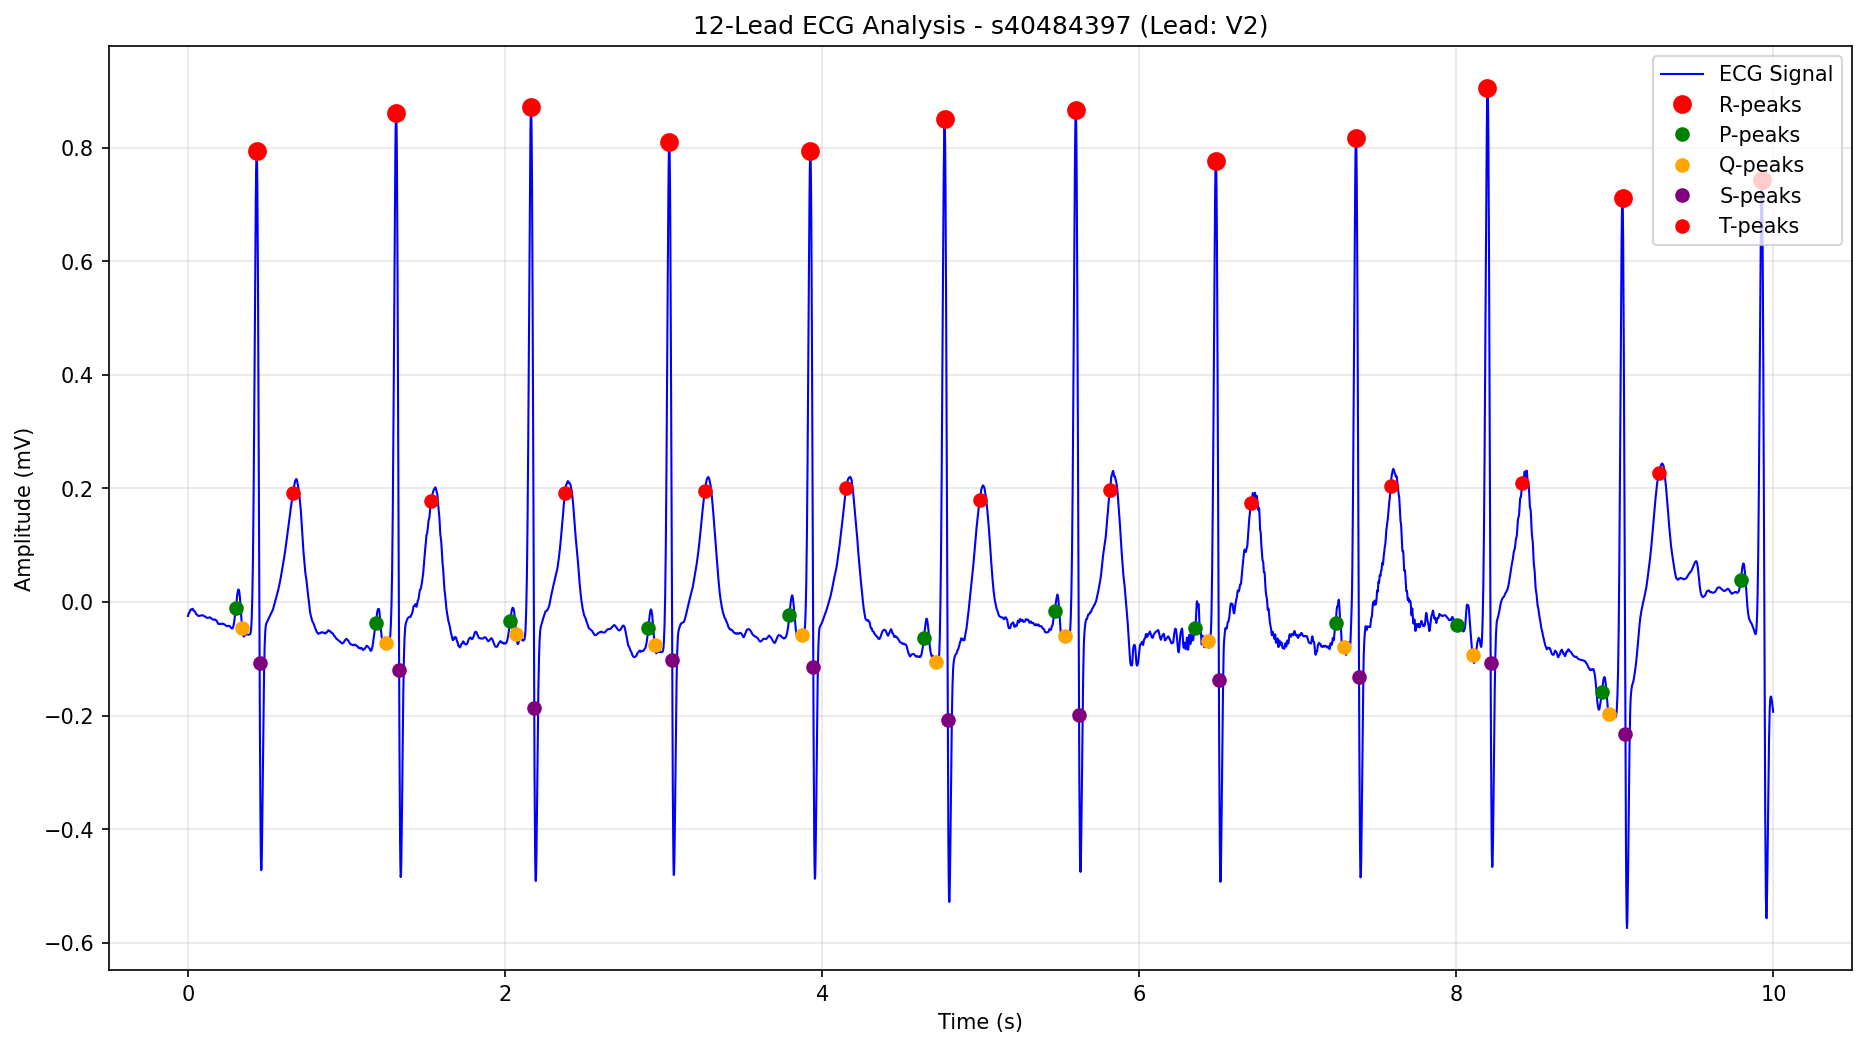 12-Lead ECG Analysis - s40484397 (Lead: V2)
ECG Signal
R-peaks
P-peaks
Q-peaks
S-peaks
T-peaks
Amplitude (mV)
0.8
0.6
0.4
0.2
0.0
−0.2
−0.4
−0.6
0 2 4 6 8 10
Time (s)